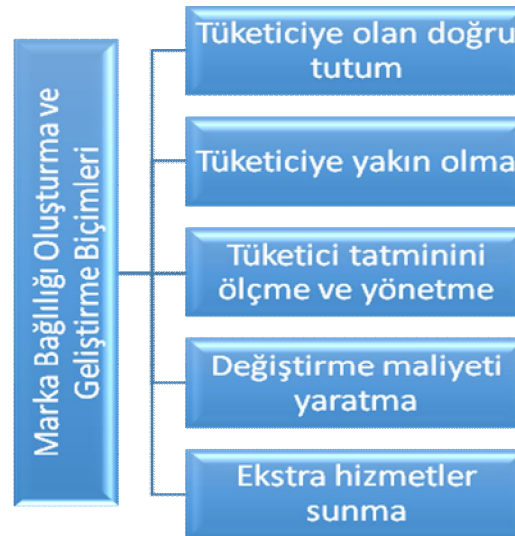 Marka Bağlılığı Oluşturma ve
Geliştirme Biçimleri
Tüketiciye olan doğru
tutum
Tüketiciye yakın olma
Tüketici tatminini
ölçme ve yönetme
Değiştirme maliyeti
yaratma
Ekstra hizmetler
sunma